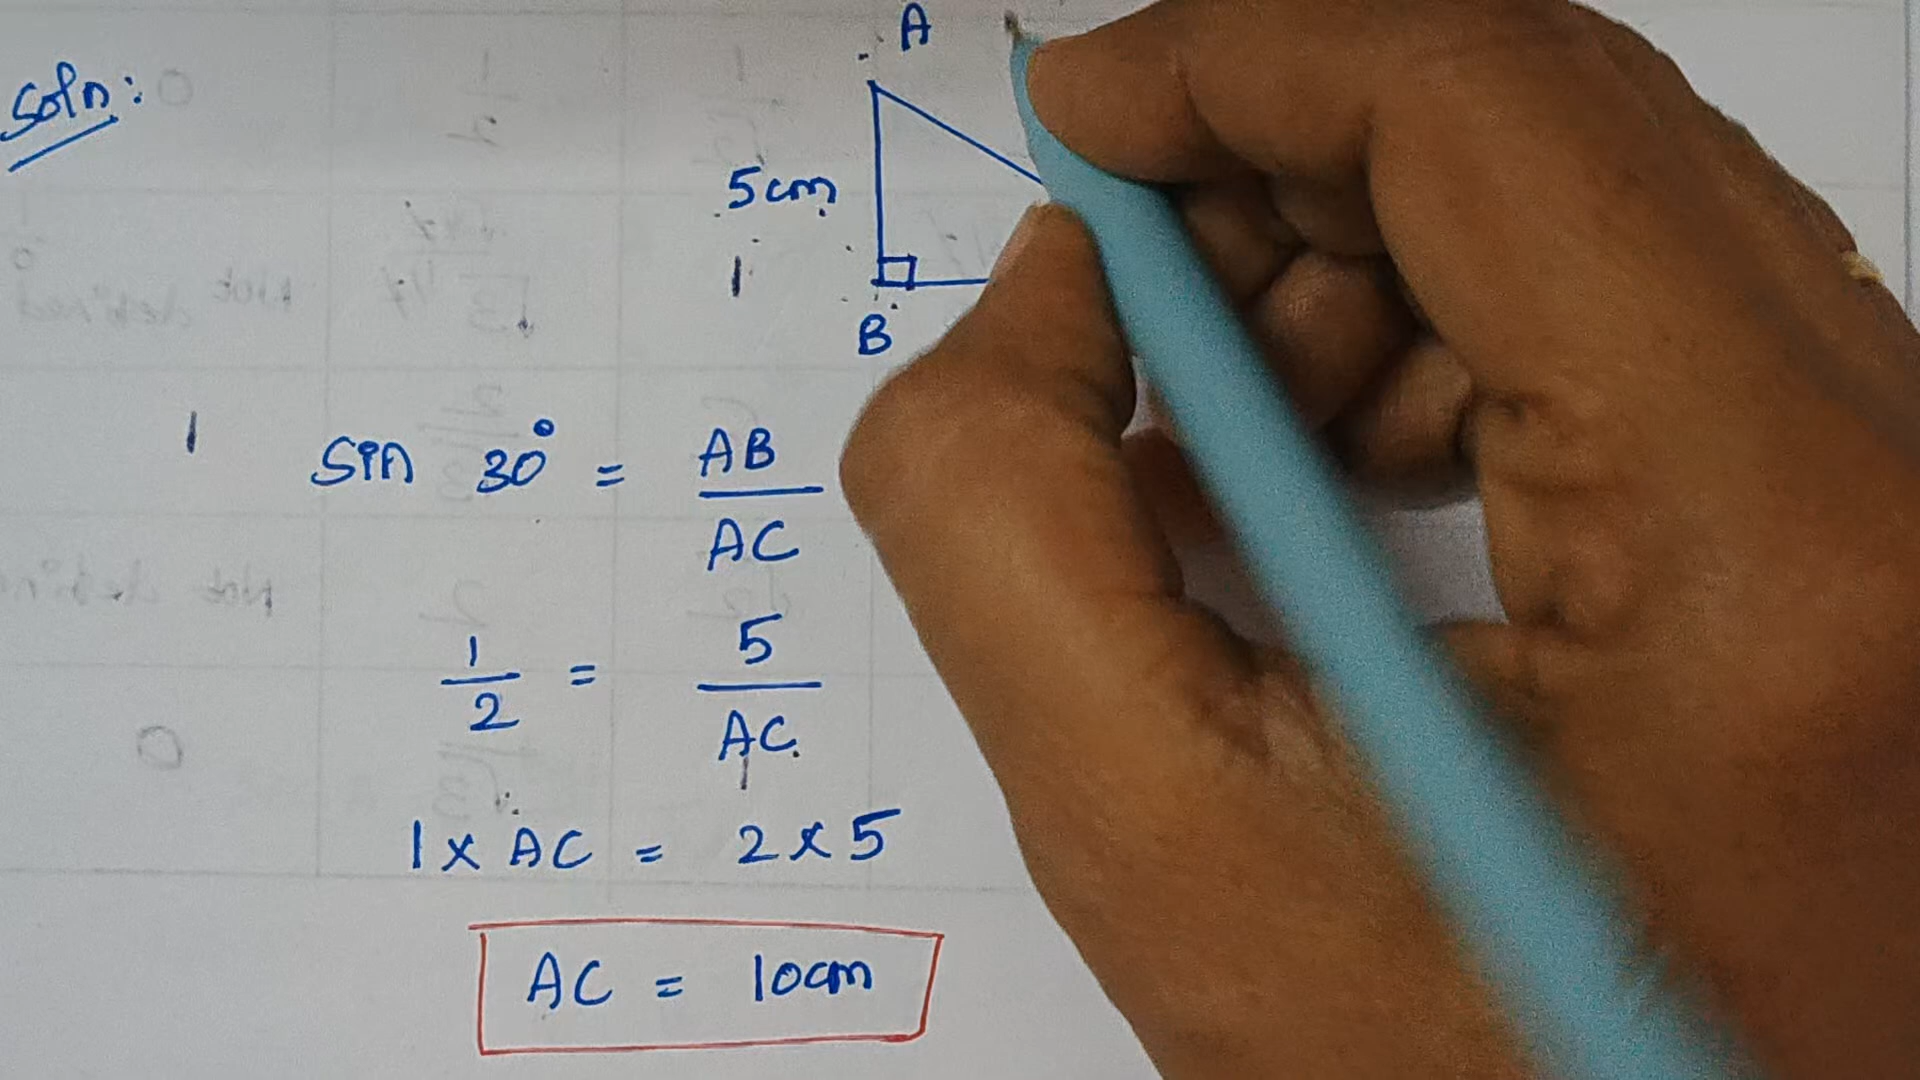 Soln:
A
5cm
B
sin 30° = AB / AC
1/2 = 5 / AC
1 × AC = 2 × 5
AC = 10cm